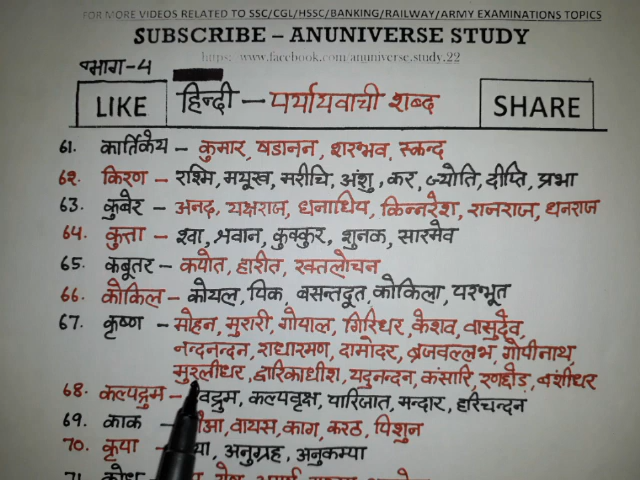 FOR MORE VIDEOS RELATED TO SSC/CGL/HSSC/BANKING/RAILWAY/ARMY EXAMINATIONS TOPICS
SUBSCRIBE – ANUNIVERSE STUDY
https: www.facebook.com/anuniverse.study.22
भाग-4
LIKE हिन्दी – पर्यायवाची शब्द SHARE
61. कार्तिकेय – कुमार, षडानन, शरभव, स्कन्द
62. किरण – रश्मि, मयूख, मरीचि, अंशु, कर, ज्योति, दीप्ति, प्रभा
63. कुबेर – अनद, यक्षराज, धनाधिप, किन्नरेश, राजराज, धनराज
64. कुत्ता – श्वा, श्रवान, कुक्कुर, शुनक, सारमेव
65. कबूतर – कपोत, हारीत, रक्तलोचन
66. कोकिल – कोयल, पिक, बसन्तदूत, कोकिला, परभूत
67. कृष्ण – मोहन, मुरारी, गोपाल, गिरिधर, केशव, वासुदेव,
नन्दनन्दन, राधारमण, दामोदर, ब्रजवल्लभ, गोपीनाथ,
मुरलीधर, द्वारिकाधीश, यदुनन्दन, कंसारि, रणछोड़, बंशीधर
68. कल्पद्रुम – कल्पवृक्ष, पारिजात, मन्दार, हरिचन्दन
69. काक – वायस, काग, करठ, पिशुन
70. कृपा – अनुग्रह, अनुकम्पा